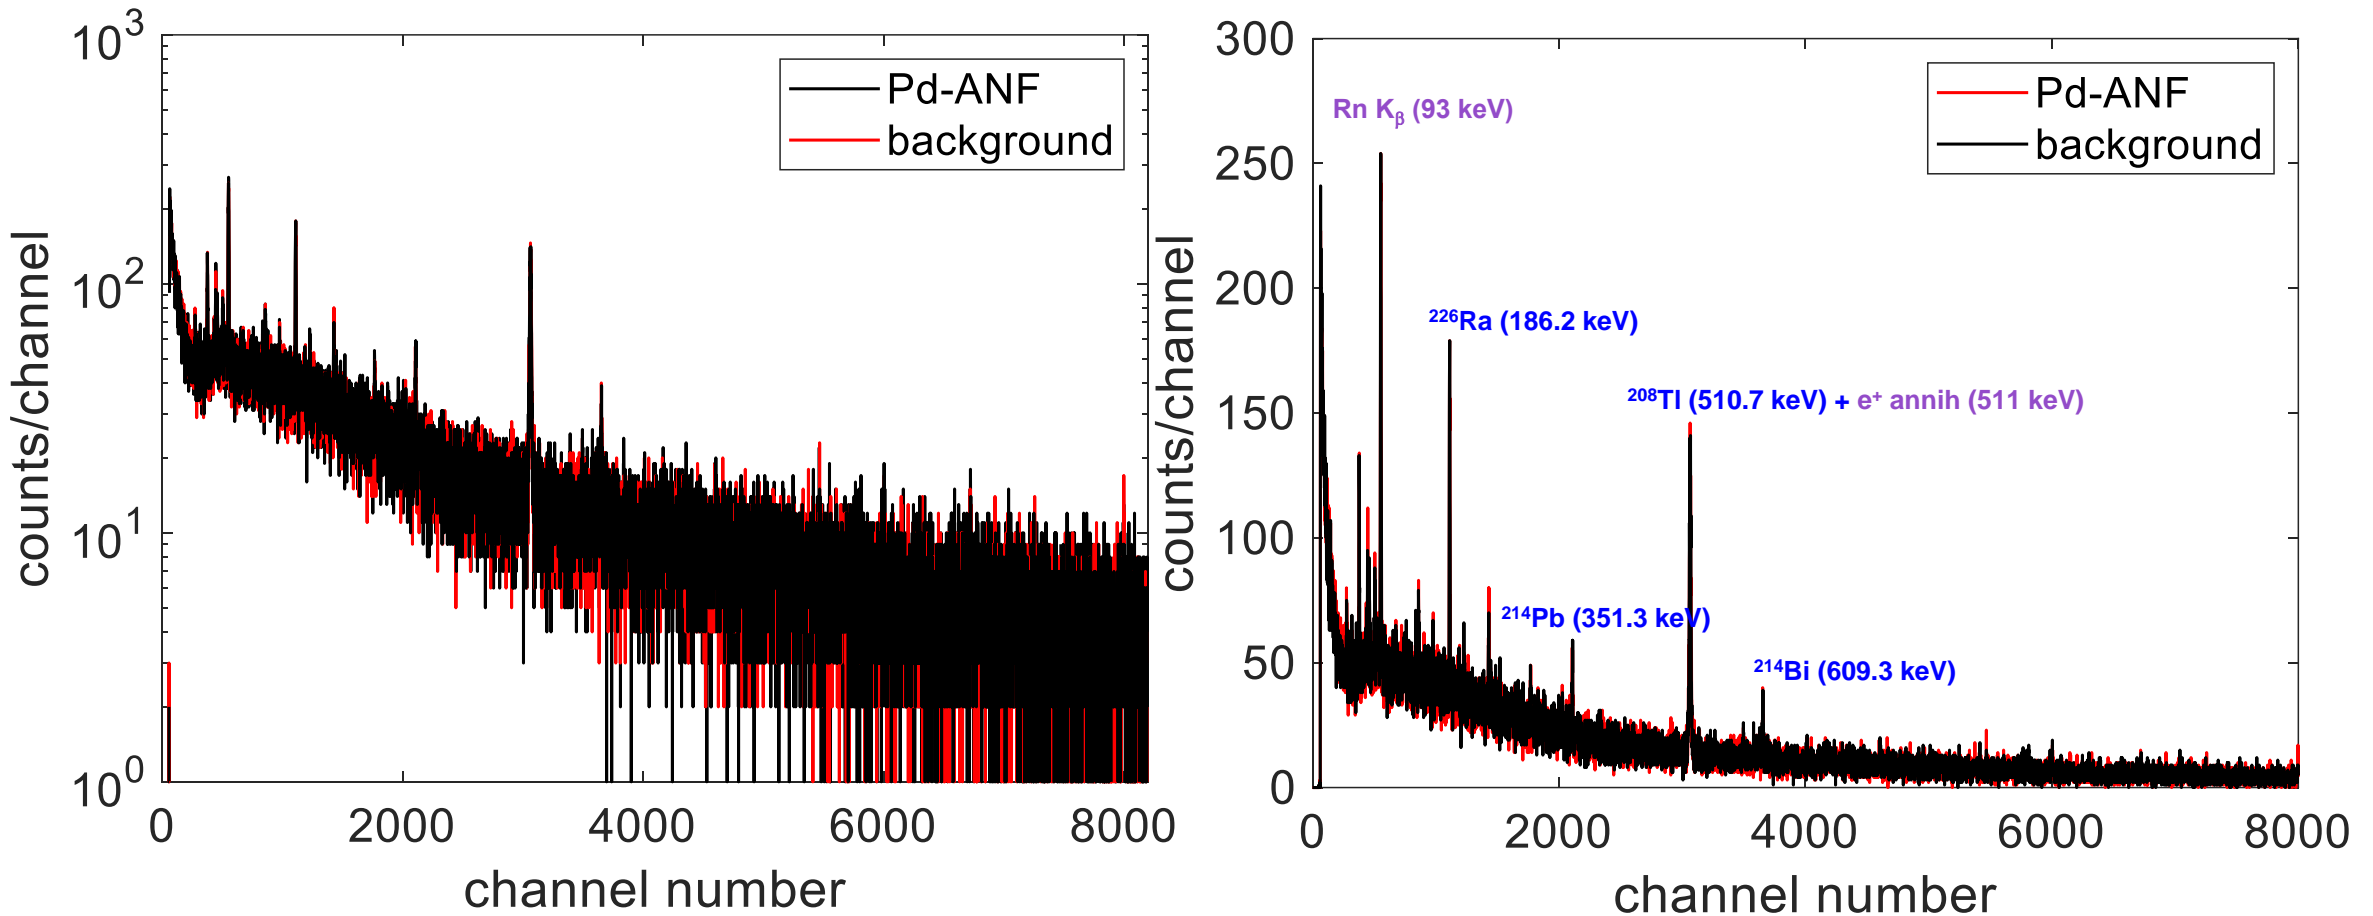 10³
10²
10¹
10⁰
counts/channel
Pd-ANF
background
0
2000
4000
6000
8000
channel number
300
250
200
150
100
50
0
counts/channel
Pd-ANF
background
Rn Kᵦ (93 keV)
²²⁶Ra (186.2 keV)
²⁰⁸Tl (510.7 keV) + e⁺ annih (511 keV)
²¹⁴Pb (351.3 keV)
²¹⁴Bi (609.3 keV)
0
2000
4000
6000
8000
channel number